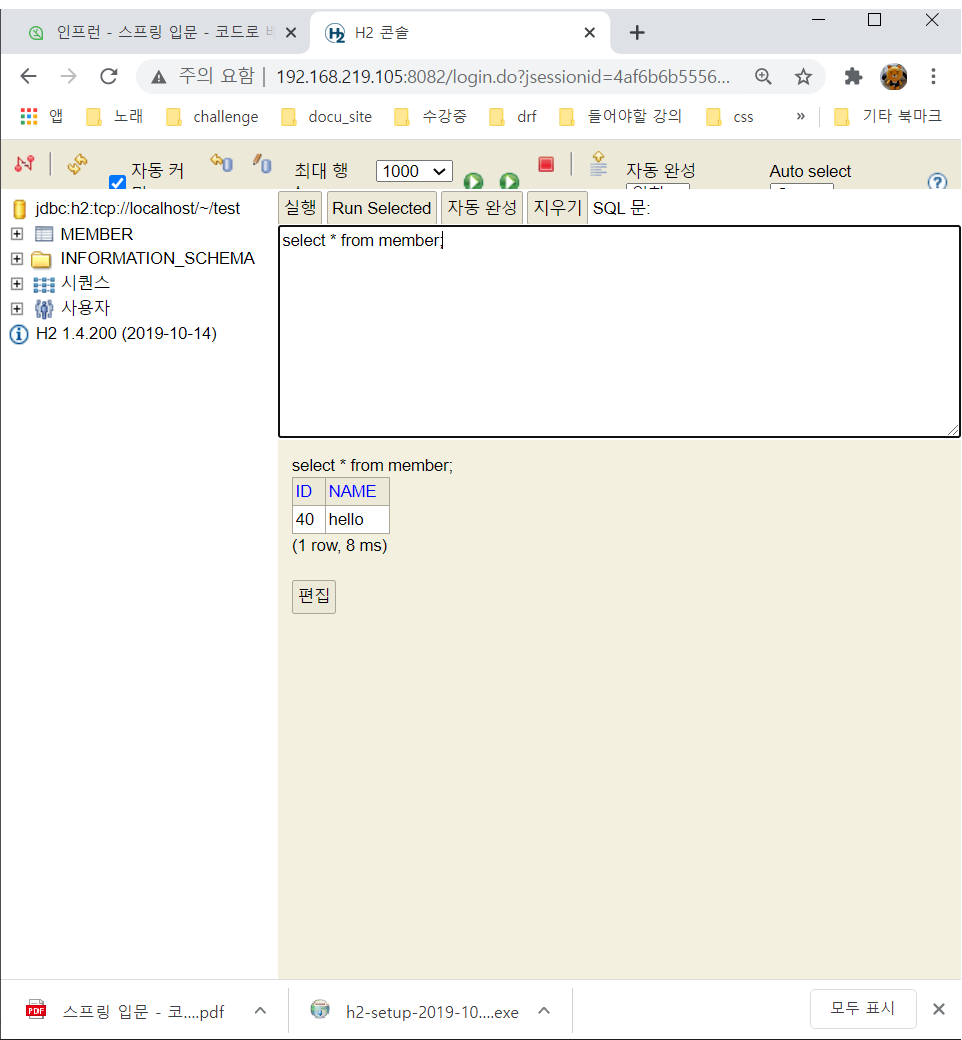 인프런 - 스프링 입문 - 코드로 배
H2 콘솔
주의 요함 | 192.168.219.105:8082/login.do?jsessionid=4af6b6b5556...
앱 노래 challenge docu_site 수강중 drf 들어야할 강의 css » 기타 북마크
자동 커 최대 행 1000 자동 완성 Auto select
jdbc:h2:tcp://localhost/~/test
MEMBER
INFORMATION_SCHEMA
시퀀스
사용자
H2 1.4.200 (2019-10-14)
실행 Run Selected 자동 완성 지우기 SQL 문:
select * from member;
select * from member;
ID NAME
40 hello
(1 row, 8 ms)
편집
스프링 입문 - 코....pdf h2-setup-2019-10....exe 모두 표시